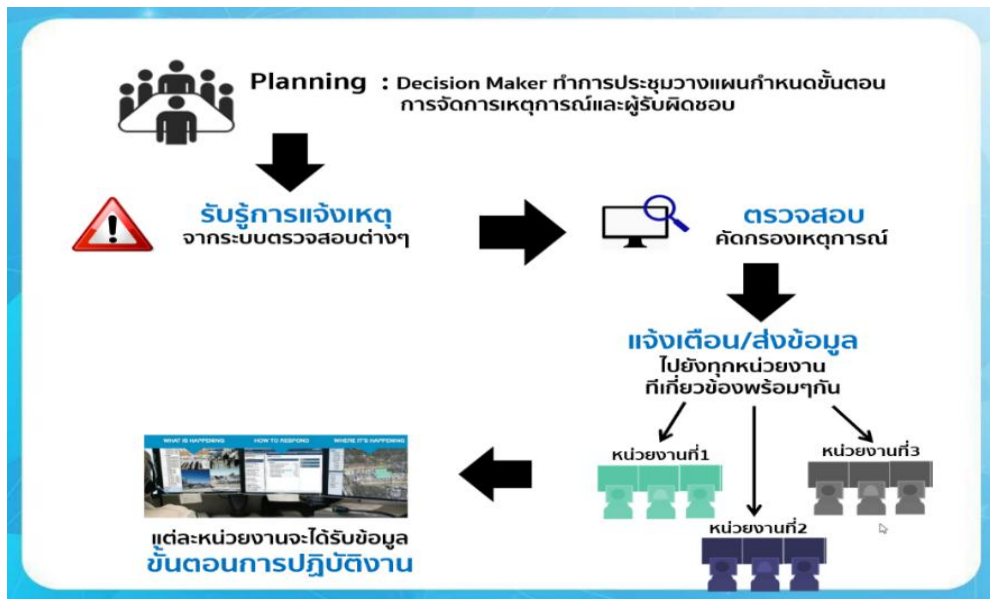 Planning : Decision Maker ทำการประชุมวางแผนกำหนดขั้นตอน
การจัดการเหตุการณ์และผู้รับผิดชอบ
รับรู้การแจ้งเหตุ
จากระบบตรวจสอบต่างๆ
ตรวจสอบ
คัดกรองเหตุการณ์
แจ้งเตือน/ส่งข้อมูล
ไปยังทุกหน่วยงาน
ทีเกี่ยวข้องพร้อมๆกัน
หน่วยงานที่1
หน่วยงานที่3
หน่วยงานที่2
WHAT IS HAPPENING
HOW TO RESPOND
WHERE IT'S HAPPENING
แต่ละหน่วยงานจะได้รับข้อมูล
ขั้นตอนการปฏิบัติงาน